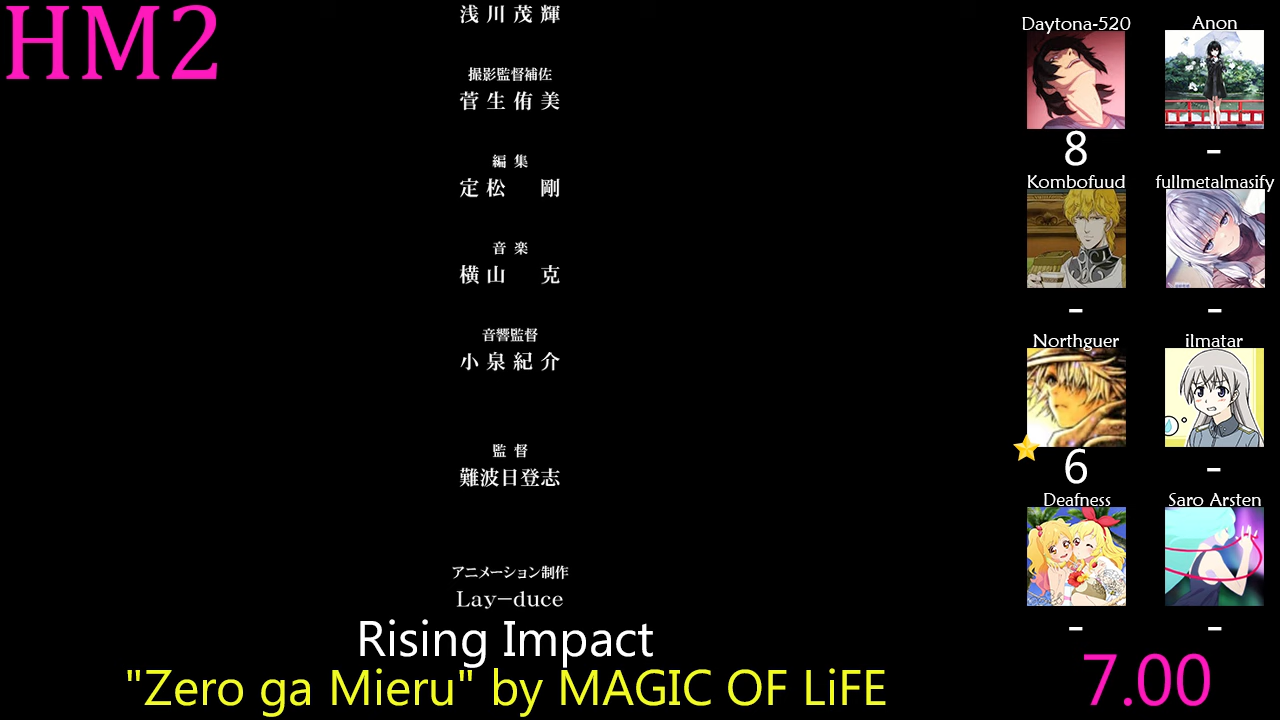 HM2
浅川茂輝
撮影監督補佐
菅生侑美
編集
定松 剛
音楽
横山 克
音響監督
小泉紀介
監督
難波日登志
アニメーション制作
Lay-duce
Rising Impact
"Zero ga Mieru" by MAGIC OF LiFE
Daytona-520
8
Anon
-
Kombofuud
-
fullmetalmasify
-
Northguer
6
ilmatar
-
Deafness
-
Saro Arsten
-
7.00